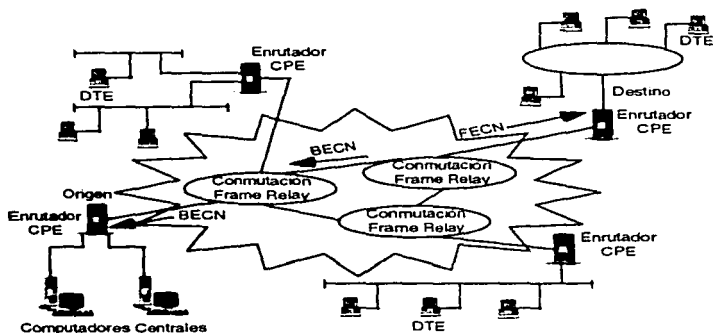 Enrutador
CPE
DTE
DTE
Destino
Enrutador
CPE
FECN
BECN
Conmutación
Frame Relay
Conmutación
Frame Relay
Conmutación
Frame Relay
Origen
Enrutador
CPE
BECN
Enrutador
CPE
Computadores Centrales
DTE